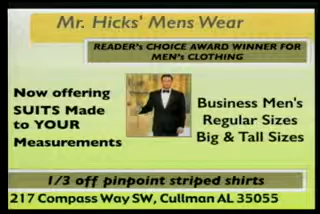 Mr. Hicks' Mens Wear
READER's CHOICE AWARD WINNER FOR
MEN's CLOTHING
Now offering
SUITS Made
to YOUR
Measurements
Business Men's
Regular Sizes
Big & Tall Sizes
1/3 off pinpoint striped shirts
217 Compass Way SW, Cullman AL 35055